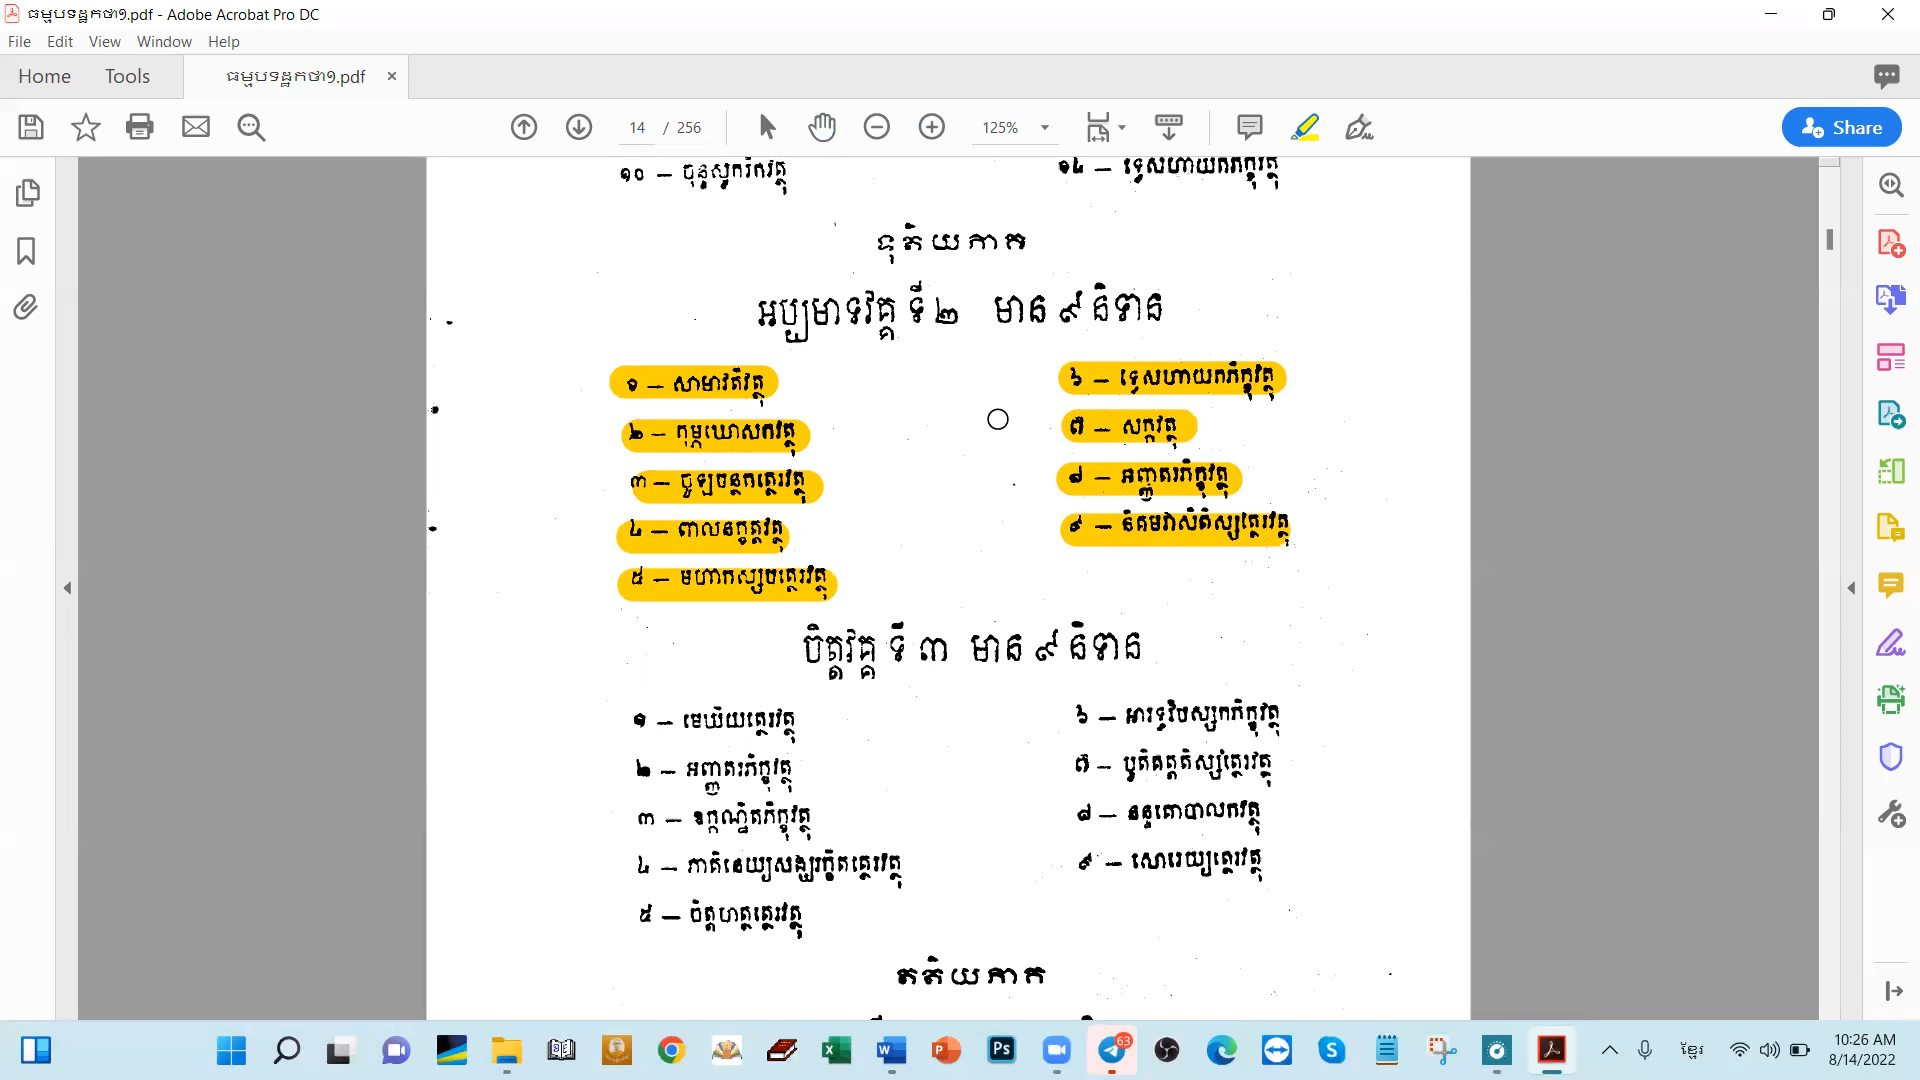 ធម្មបទដ្ឋកថា១.pdf - Adobe Acrobat Pro DC
File Edit View Window Help
Home Tools ធម្មបទដ្ឋកថា១.pdf ×
14 / 256 125% Share
១០ — ចុន្ទសូករិកវត្ថុ
១៤ — ទ្វេសហាយកភិក្ខុវត្ថុ
ទុតិយភាគ
អប្បមាទវគ្គ ទី ២ មាន ៩ និទាន
១ — សាមាវតីវត្ថុ
២ — កុម្ភឃោសកវត្ថុ
៣ — ចូឡបន្ថកត្ថេរវត្ថុ
៤ — ពាលនក្ខត្តវត្ថុ
៥ — មហាកស្សបត្ថេរវត្ថុ
៦ — ទ្វេសហាយកភិក្ខុវត្ថុ
៧ — សក្កវត្ថុ
៨ — អញ្ញតរភិក្ខុវត្ថុ
៩ — និគមវាសិតិស្សត្ថេរវត្ថុ
ចិត្តវគ្គ ទី ៣ មាន ៩ និទាន
១ — មេឃិយត្ថេរវត្ថុ
២ — អញ្ញតរភិក្ខុវត្ថុ
៣ — ឧក្កណ្ឋិតភិក្ខុវត្ថុ
៤ — ភាគិនេយ្យសង្ឃរក្ខិតត្ថេរវត្ថុ
៥ — ចិត្តហត្ថត្ថេរវត្ថុ
៦ — អារទ្ធវិបស្សកភិក្ខុវត្ថុ
៧ — បូតិគត្តតិស្សត្ថេរវត្ថុ
៨ — នន្ទគោបាលកវត្ថុ
៩ — សោរេយ្យត្ថេរវត្ថុ
តតិយភាគ
63
ខ្មែរ
10:26 AM
8/14/2022